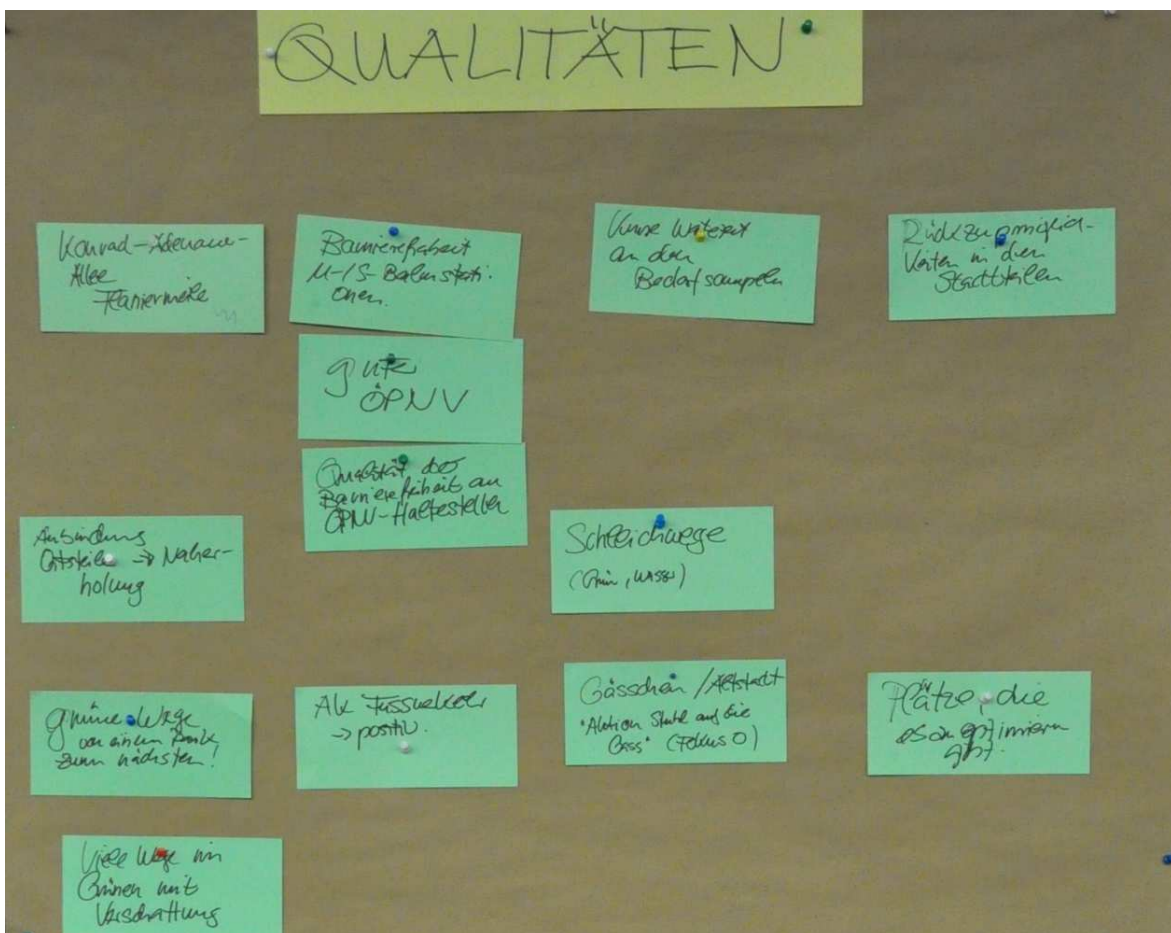 QUALITÄTEN
Konrad-Adenauer-
Allee
Flaniermeile
Barrierefreiheit
U-/S-Bahnstati-
onen.
gute
ÖPNV
Qualität der
Barrierefreiheit an
ÖPNV-Haltestellen
Kurze Wartezeit
an den
Bedarfsampeln
Rückzugsmöglich-
keiten in den
Stadtteilen
Anbindung
Ortsteile -> Naher-
holung
Schleichwege
(Grün, Wasser)
grüne Wege
von einem Park
zum nächsten!
Als Fussverkehr
-> positiv.
Gässchen /Altstadt
"Aktion Stuhl auf die
Gass" (Fokus O)
Plätze, die
es zu optimieren
gibt.
Viele Wege im
Grünen mit
Verschattung